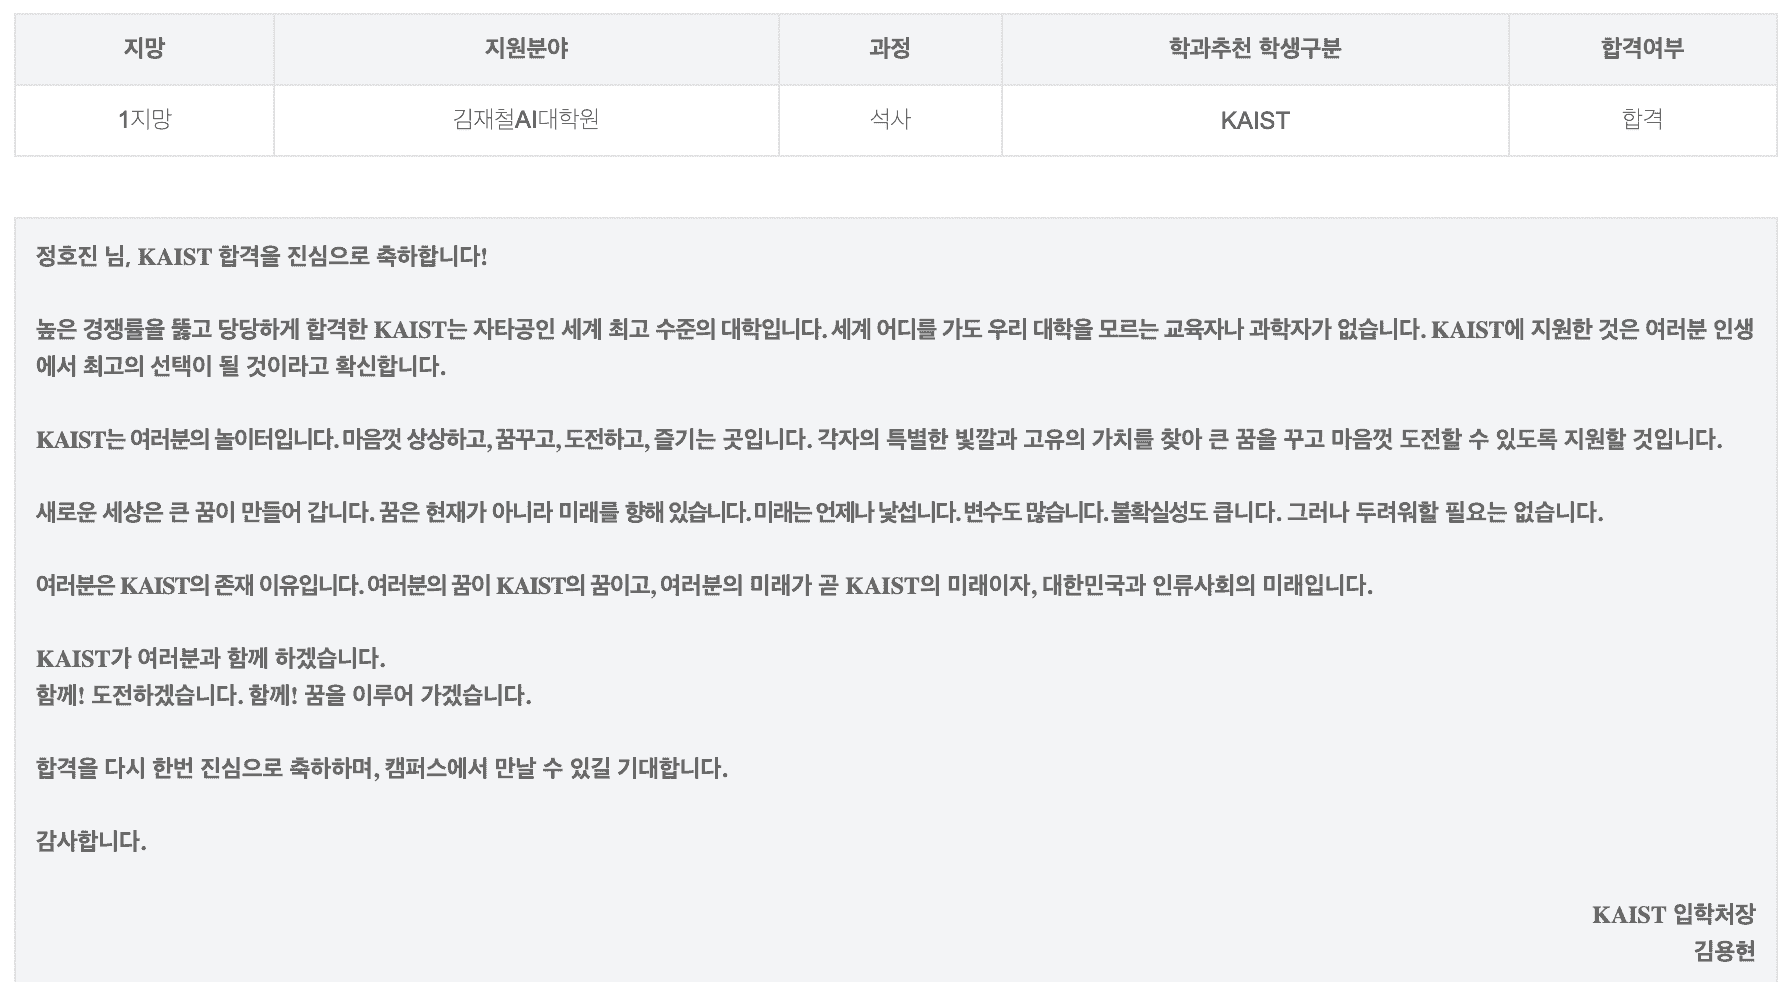 지망 지원분야 과정 학과추천 학생구분 합격여부
1지망 김재철AI대학원 석사 KAIST 합격
정호진 님, KAIST 합격을 진심으로 축하합니다!
높은 경쟁률을 뚫고 당당하게 합격한 KAIST는 자타공인 세계 최고 수준의 대학입니다. 세계 어디를 가도 우리 대학을 모르는 교육자나 과학자가 없습니다. KAIST에 지원한 것은 여러분 인생
에서 최고의 선택이 될 것이라고 확신합니다.
KAIST는 여러분의 놀이터입니다. 마음껏 상상하고, 꿈꾸고, 도전하고, 즐기는 곳입니다. 각자의 특별한 빛깔과 고유의 가치를 찾아 큰 꿈을 꾸고 마음껏 도전할 수 있도록 지원할 것입니다.
새로운 세상은 큰 꿈이 만들어 갑니다. 꿈은 현재가 아니라 미래를 향해 있습니다. 미래는 언제나 낯섭니다. 변수도 많습니다. 불확실성도 큽니다. 그러나 두려워할 필요는 없습니다.
여러분은 KAIST의 존재 이유입니다. 여러분의 꿈이 KAIST의 꿈이고, 여러분의 미래가 곧 KAIST의 미래이자, 대한민국과 인류사회의 미래입니다.
KAIST가 여러분과 함께 하겠습니다.
함께! 도전하겠습니다. 함께! 꿈을 이루어 가겠습니다.
합격을 다시 한번 진심으로 축하하며, 캠퍼스에서 만날 수 있길 기대합니다.
감사합니다.
KAIST 입학처장
김용현